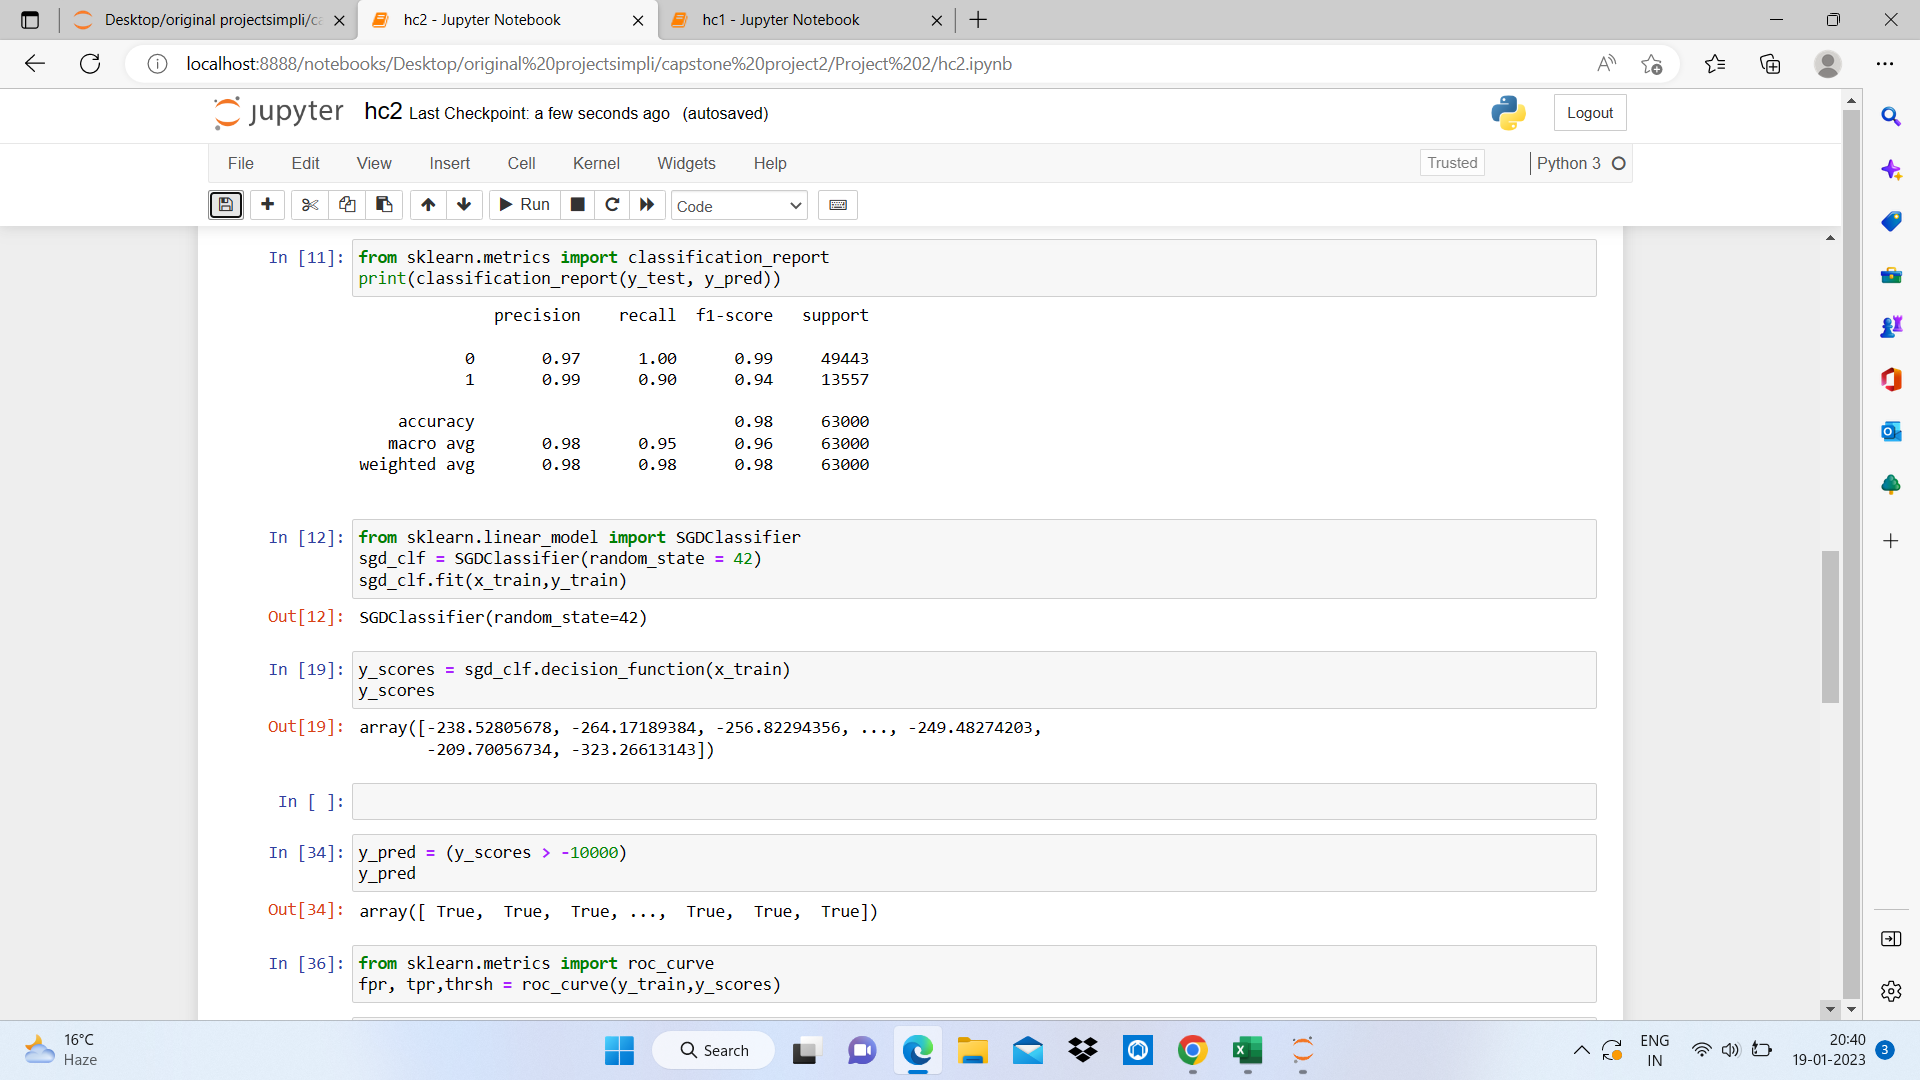 Desktop/original projectsimpli/ca
hc2 - Jupyter Notebook
hc1 - Jupyter Notebook
localhost:8888/notebooks/Desktop/original%20projectsimpli/capstone%20project2/Project%202/hc2.ipynb
jupyter hc2 Last Checkpoint: a few seconds ago (autosaved)
Logout
File Edit View Insert Cell Kernel Widgets Help
Trusted
Python 3
Run
Code
In [11]: from sklearn.metrics import classification_report
print(classification_report(y_test, y_pred))
precision recall f1-score support
0 0.97 1.00 0.99 49443
1 0.99 0.90 0.94 13557
accuracy 0.98 63000
macro avg 0.98 0.95 0.96 63000
weighted avg 0.98 0.98 0.98 63000
In [12]: from sklearn.linear_model import SGDClassifier
sgd_clf = SGDClassifier(random_state = 42)
sgd_clf.fit(x_train,y_train)
Out[12]: SGDClassifier(random_state=42)
In [19]: y_scores = sgd_clf.decision_function(x_train)
y_scores
Out[19]: array([-238.52805678, -264.17189384, -256.82294356, ..., -249.48274203,
-209.70056734, -323.26613143])
In [ ]:
In [34]: y_pred = (y_scores > -10000)
y_pred
Out[34]: array([ True, True, True, ..., True, True, True])
In [36]: from sklearn.metrics import roc_curve
fpr, tpr,thrsh = roc_curve(y_train,y_scores)
16°C
Haze
Search
ENG
IN
20:40
19-01-2023
3